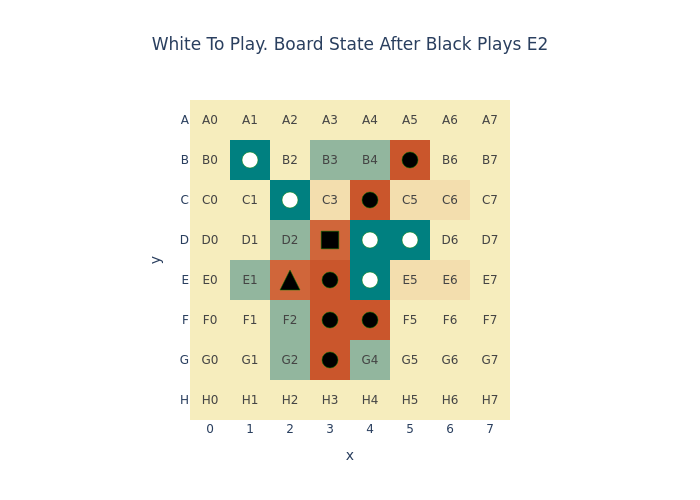 White To Play. Board State After Black Plays E2
A A0 A1 A2 A3 A4 A5 A6 A7
B B0 B2 B3 B4 B6 B7
C C0 C1 C3 C5 C6 C7
D D0 D1 D2 D6 D7
y
E E0 E1 E5 E6 E7
F F0 F1 F2 F5 F6 F7
G G0 G1 G2 G4 G5 G6 G7
H H0 H1 H2 H3 H4 H5 H6 H7
0 1 2 3 4 5 6 7
x